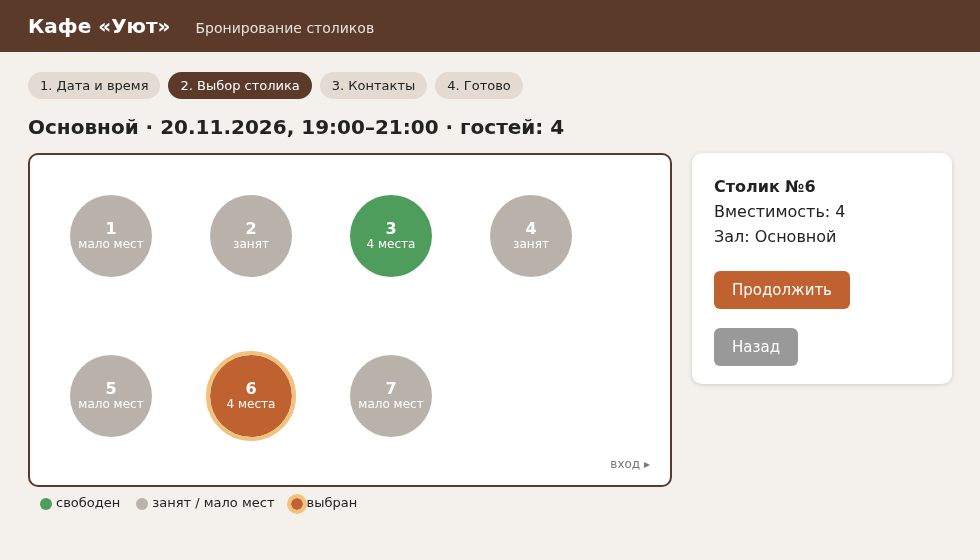 Кафе «Уют» Бронирование столиков
1. Дата и время 2. Выбор столика 3. Контакты 4. Готово
Основной · 20.11.2026, 19:00–21:00 · гостей: 4
1
мало мест
2
занят
3
4 места
4
занят
5
мало мест
6
4 места
7
мало мест
вход ▸
свободен занят / мало мест выбран
Столик №6
Вместимость: 4
Зал: Основной
Продолжить
Назад